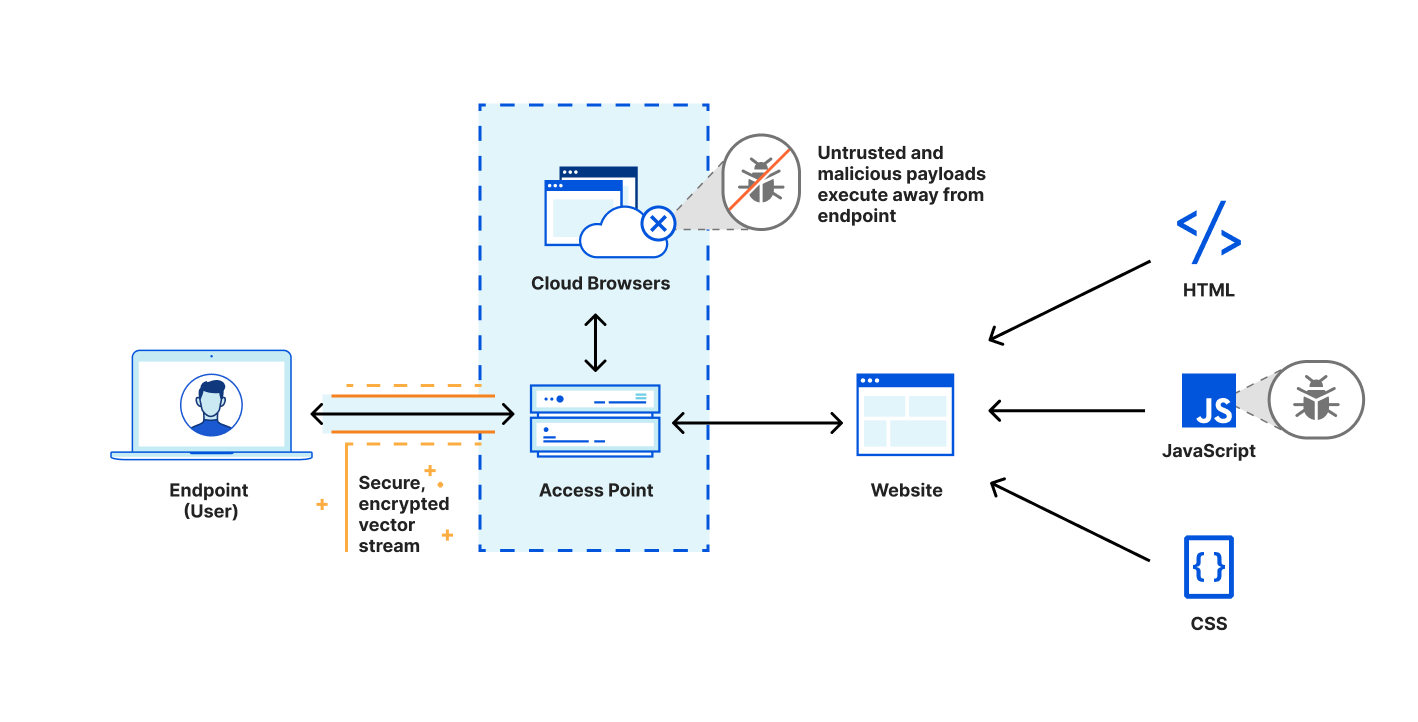 Untrusted and
malicious payloads
execute away from
endpoint
Cloud Browsers
</>
HTML
JS
JavaScript
Endpoint
(User)
Secure,
encrypted
vector
stream
Access Point
Website
{ }
CSS